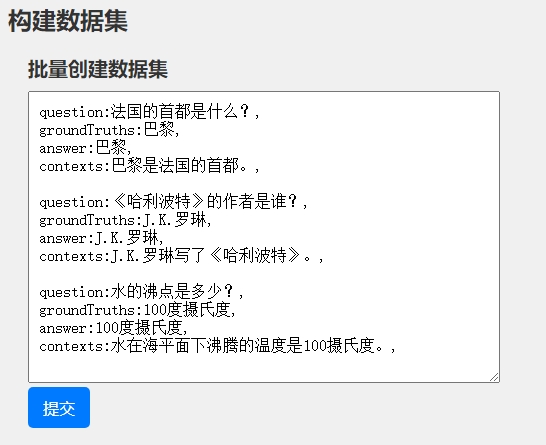 构建数据集
批量创建数据集
question:法国的首都是什么？,
groundTruths:巴黎,
answer:巴黎,
contexts:巴黎是法国的首都。,
question:《哈利波特》的作者是谁？,
groundTruths:J.K.罗琳,
answer:J.K.罗琳,
contexts:J.K.罗琳写了《哈利波特》。,
question:水的沸点是多少？,
groundTruths:100度摄氏度,
answer:100度摄氏度,
contexts:水在海平面下沸腾的温度是100摄氏度。,
提交